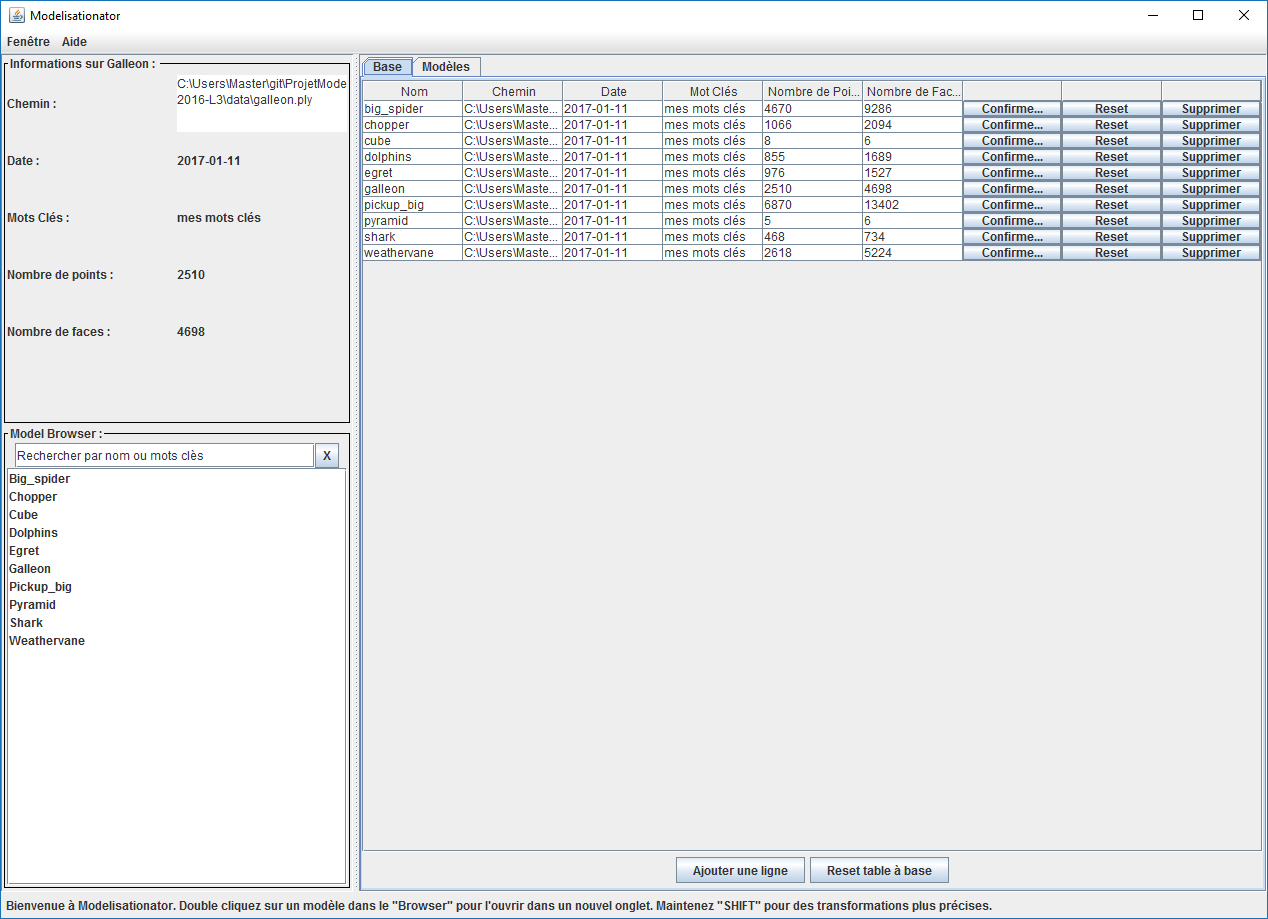 Modelisationator
Fenêtre Aide
Informations sur Galleon :
Chemin : C:\Users\Master\git\ProjetMode
2016-L3\data\galleon.ply
Date : 2017-01-11
Mots Clés : mes mots clés
Nombre de points : 2510
Nombre de faces : 4698
Model Browser :
Rechercher par nom ou mots clès X
Big_spider
Chopper
Cube
Dolphins
Egret
Galleon
Pickup_big
Pyramid
Shark
Weathervane
Base Modèles
Nom Chemin Date Mot Clés Nombre de Poi... Nombre de Fac...
big_spider C:\Users\Maste... 2017-01-11 mes mots clés 4670 9286 Confirme... Reset Supprimer
chopper C:\Users\Maste... 2017-01-11 mes mots clés 1066 2094 Confirme... Reset Supprimer
cube C:\Users\Maste... 2017-01-11 mes mots clés 8 6 Confirme... Reset Supprimer
dolphins C:\Users\Maste... 2017-01-11 mes mots clés 855 1689 Confirme... Reset Supprimer
egret C:\Users\Maste... 2017-01-11 mes mots clés 976 1527 Confirme... Reset Supprimer
galleon C:\Users\Maste... 2017-01-11 mes mots clés 2510 4698 Confirme... Reset Supprimer
pickup_big C:\Users\Maste... 2017-01-11 mes mots clés 6870 13402 Confirme... Reset Supprimer
pyramid C:\Users\Maste... 2017-01-11 mes mots clés 5 6 Confirme... Reset Supprimer
shark C:\Users\Maste... 2017-01-11 mes mots clés 468 734 Confirme... Reset Supprimer
weathervane C:\Users\Maste... 2017-01-11 mes mots clés 2618 5224 Confirme... Reset Supprimer
Ajouter une ligne Reset table à base
Bienvenue à Modelisationator. Double cliquez sur un modèle dans le "Browser" pour l'ouvrir dans un nouvel onglet. Maintenez "SHIFT" pour des transformations plus précises.